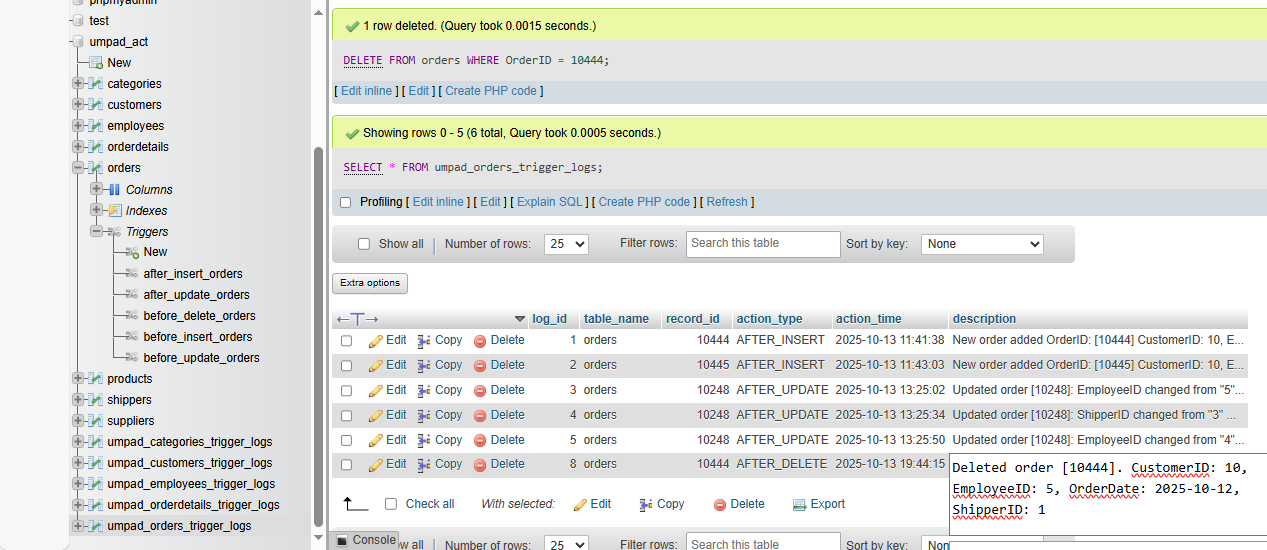 phpmyadmin
test
umpad_act
New
categories
customers
employees
orderdetails
orders
Columns
Indexes
Triggers
New
after_insert_orders
after_update_orders
before_delete_orders
before_insert_orders
before_update_orders
products
shippers
suppliers
umpad_categories_trigger_logs
umpad_customers_trigger_logs
umpad_employees_trigger_logs
umpad_orderdetails_trigger_logs
umpad_orders_trigger_logs
1 row deleted. (Query took 0.0015 seconds.)
DELETE FROM orders WHERE OrderID = 10444;
[ Edit inline ] [ Edit ] [ Create PHP code ]
Showing rows 0 - 5 (6 total, Query took 0.0005 seconds.)
SELECT * FROM umpad_orders_trigger_logs;
Profiling [ Edit inline ] [ Edit ] [ Explain SQL ] [ Create PHP code ] [ Refresh ]
Show all | Number of rows: 25 Filter rows: Search this table Sort by key: None
Extra options
←T→ log_id table_name record_id action_type action_time description
Edit Copy Delete 1 orders 10444 AFTER_INSERT 2025-10-13 11:41:38 New order added OrderID: [10444] CustomerID: 10, E...
Edit Copy Delete 2 orders 10445 AFTER_INSERT 2025-10-13 11:43:03 New order added OrderID: [10445] CustomerID: 10, E...
Edit Copy Delete 3 orders 10248 AFTER_UPDATE 2025-10-13 13:25:02 Updated order [10248]: EmployeeID changed from "5"...
Edit Copy Delete 4 orders 10248 AFTER_UPDATE 2025-10-13 13:25:34 Updated order [10248]: ShipperID changed from "3" ...
Edit Copy Delete 5 orders 10248 AFTER_UPDATE 2025-10-13 13:25:50 Updated order [10248]: EmployeeID changed from "4"...
Edit Copy Delete 8 orders 10444 AFTER_DELETE 2025-10-13 19:44:15
Deleted order [10444]. CustomerID: 10,
EmployeeID: 5, OrderDate: 2025-10-12,
ShipperID: 1
Check all With selected: Edit Copy Delete Export
Console
Number of rows: 25 Filter rows: Search this table Sort by key: